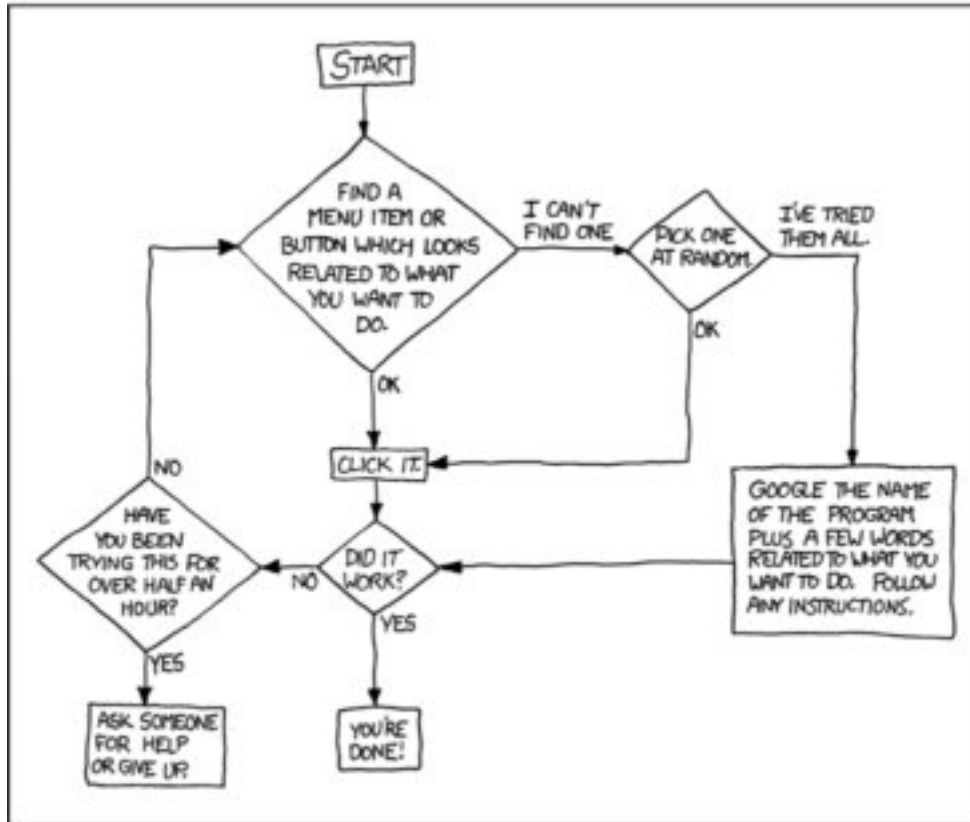 START
FIND A
MENU ITEM OR
BUTTON WHICH LOOKS
RELATED TO WHAT
YOU WANT TO
DO.
I CAN'T
FIND ONE
PICK ONE
AT RANDOM.
I'VE TRIED
THEM ALL.
OK
OK
CLICK IT.
NO
HAVE
YOU BEEN
TRYING THIS FOR
OVER HALF AN
HOUR?
NO
DID IT
WORK?
GOOGLE THE NAME
OF THE PROGRAM
PLUS A FEW WORDS
RELATED TO WHAT YOU
WANT TO DO. FOLLOW
ANY INSTRUCTIONS.
YES
YES
ASK SOMEONE
FOR HELP
OR GIVE UP.
YOU'RE
DONE!